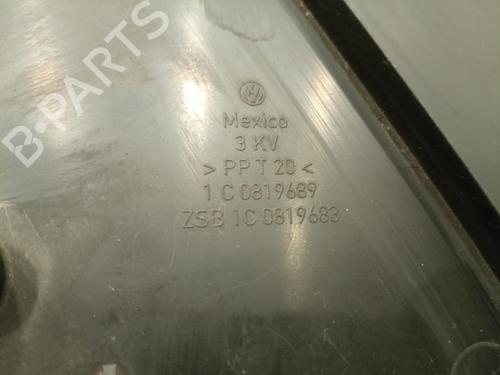 B-PARTS
Mexico
3 KV
> PP T 20 <
1 C 0819689
ZSB 1C 0819683